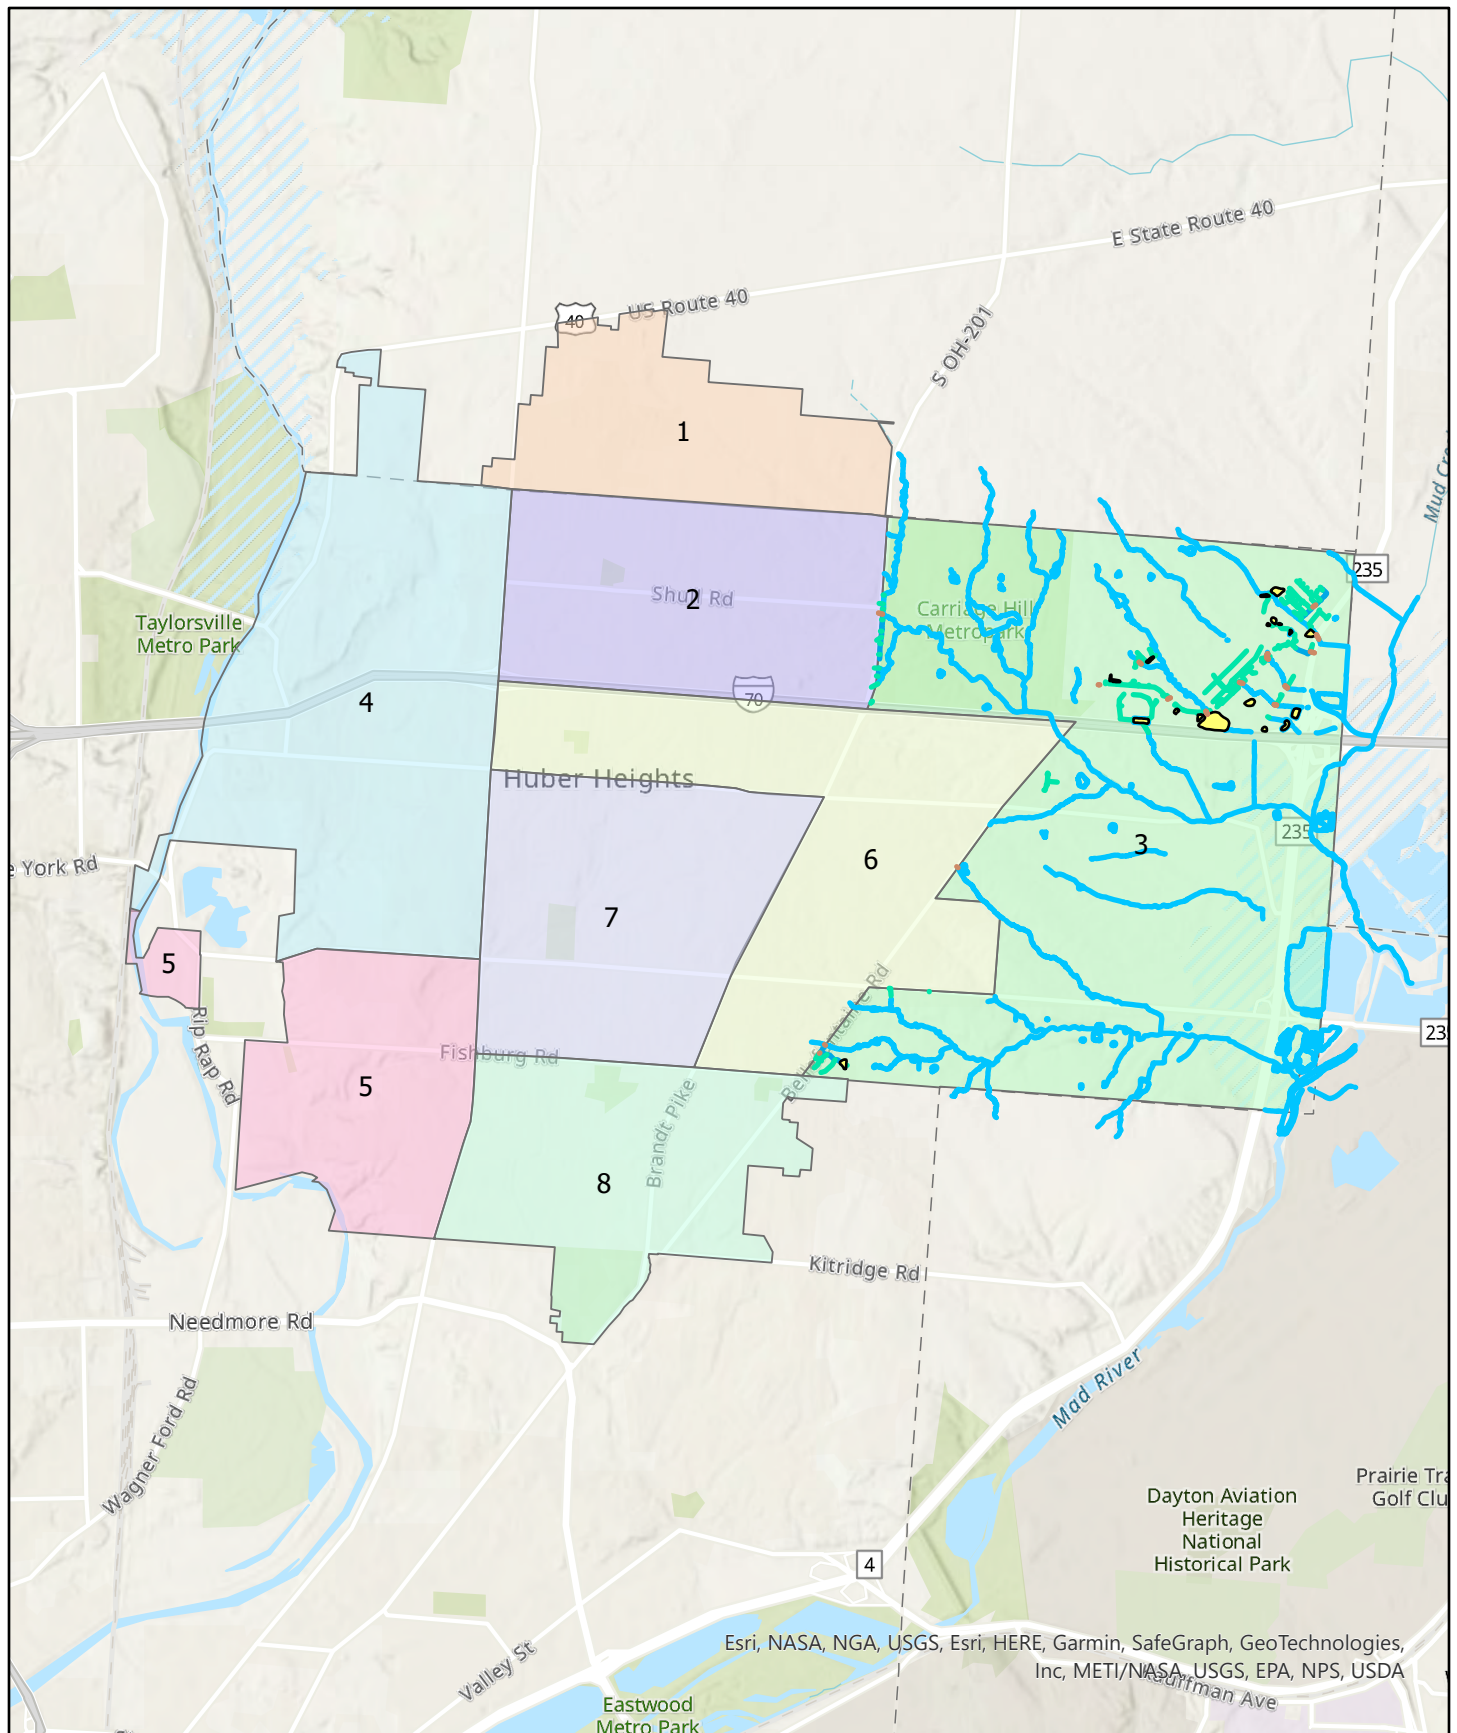 E State Route 40
US Route 40
40
S OH-201
Mud Cre
1
235
Shull Rd
2
Carriage Hill
Metropark
Taylorsville
Metro Park
70
4
Huber Heights
235
3
6
e York Rd
7
5
Rip Rap Rd
Bellefontaine Rd
235
Fishburg Rd
5
Brandt Pike
8
Kitridge Rd
Needmore Rd
Mad River
Wagner Ford Rd
Prairie Tra
Golf Clu
Dayton Aviation
Heritage
National
Historical Park
4
Valley St
Esri, NASA, NGA, USGS, Esri, HERE, Garmin, SafeGraph, GeoTechnologies,
Inc, METI/NASA, USGS, EPA, NPS, USDA
Kauffman Ave
Eastwood
Metro Park